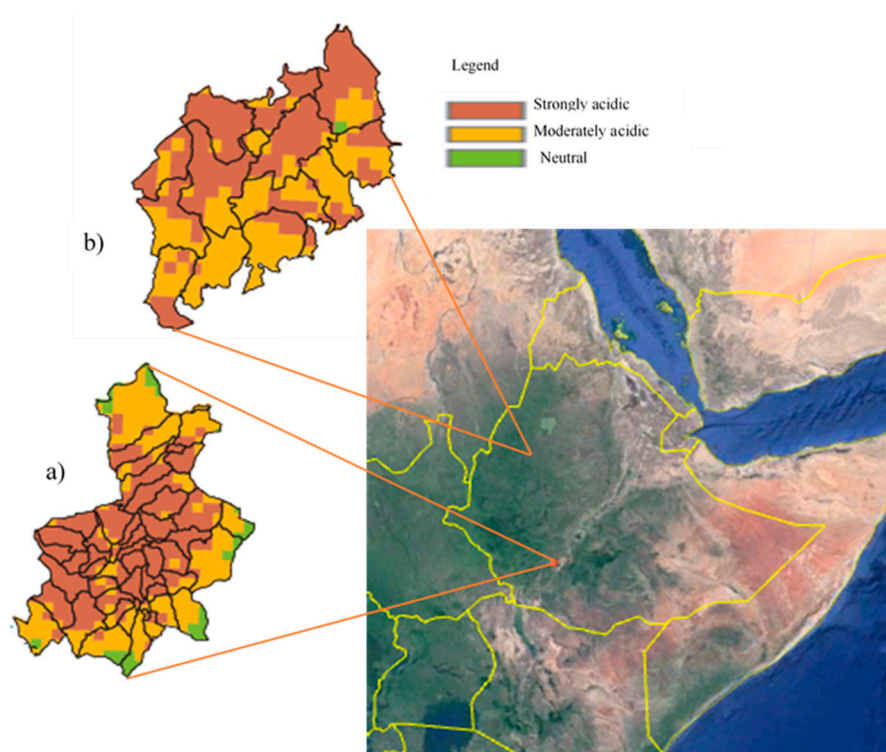 Legend
Strongly acidic
Moderately acidic
Neutral
b)
a)